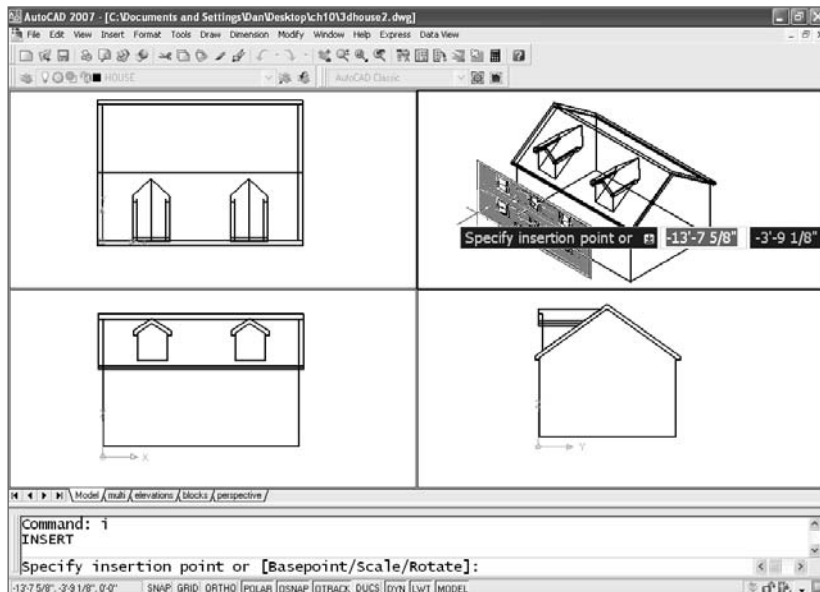 AutoCAD 2007 - [C:\Documents and Settings\Dan\Desktop\ch10\3dhouse2.dwg]
File Edit View Insert Format Tools Draw Dimension Modify Window Help Express Data View
HOUSE
AutoCAD Classic
Specify insertion point or -13'-7 5/8" -3'-9 1/8"
X
Y
Model / multi / elevations / blocks / perspective /
Command: i
INSERT
Specify insertion point or [Basepoint/Scale/Rotate]:
-13'-7 5/8", -3'-9 1/8", 0'-0" SNAP GRID ORTHO POLAR OSNAP OTRACK DUCS DYN LWT MODEL